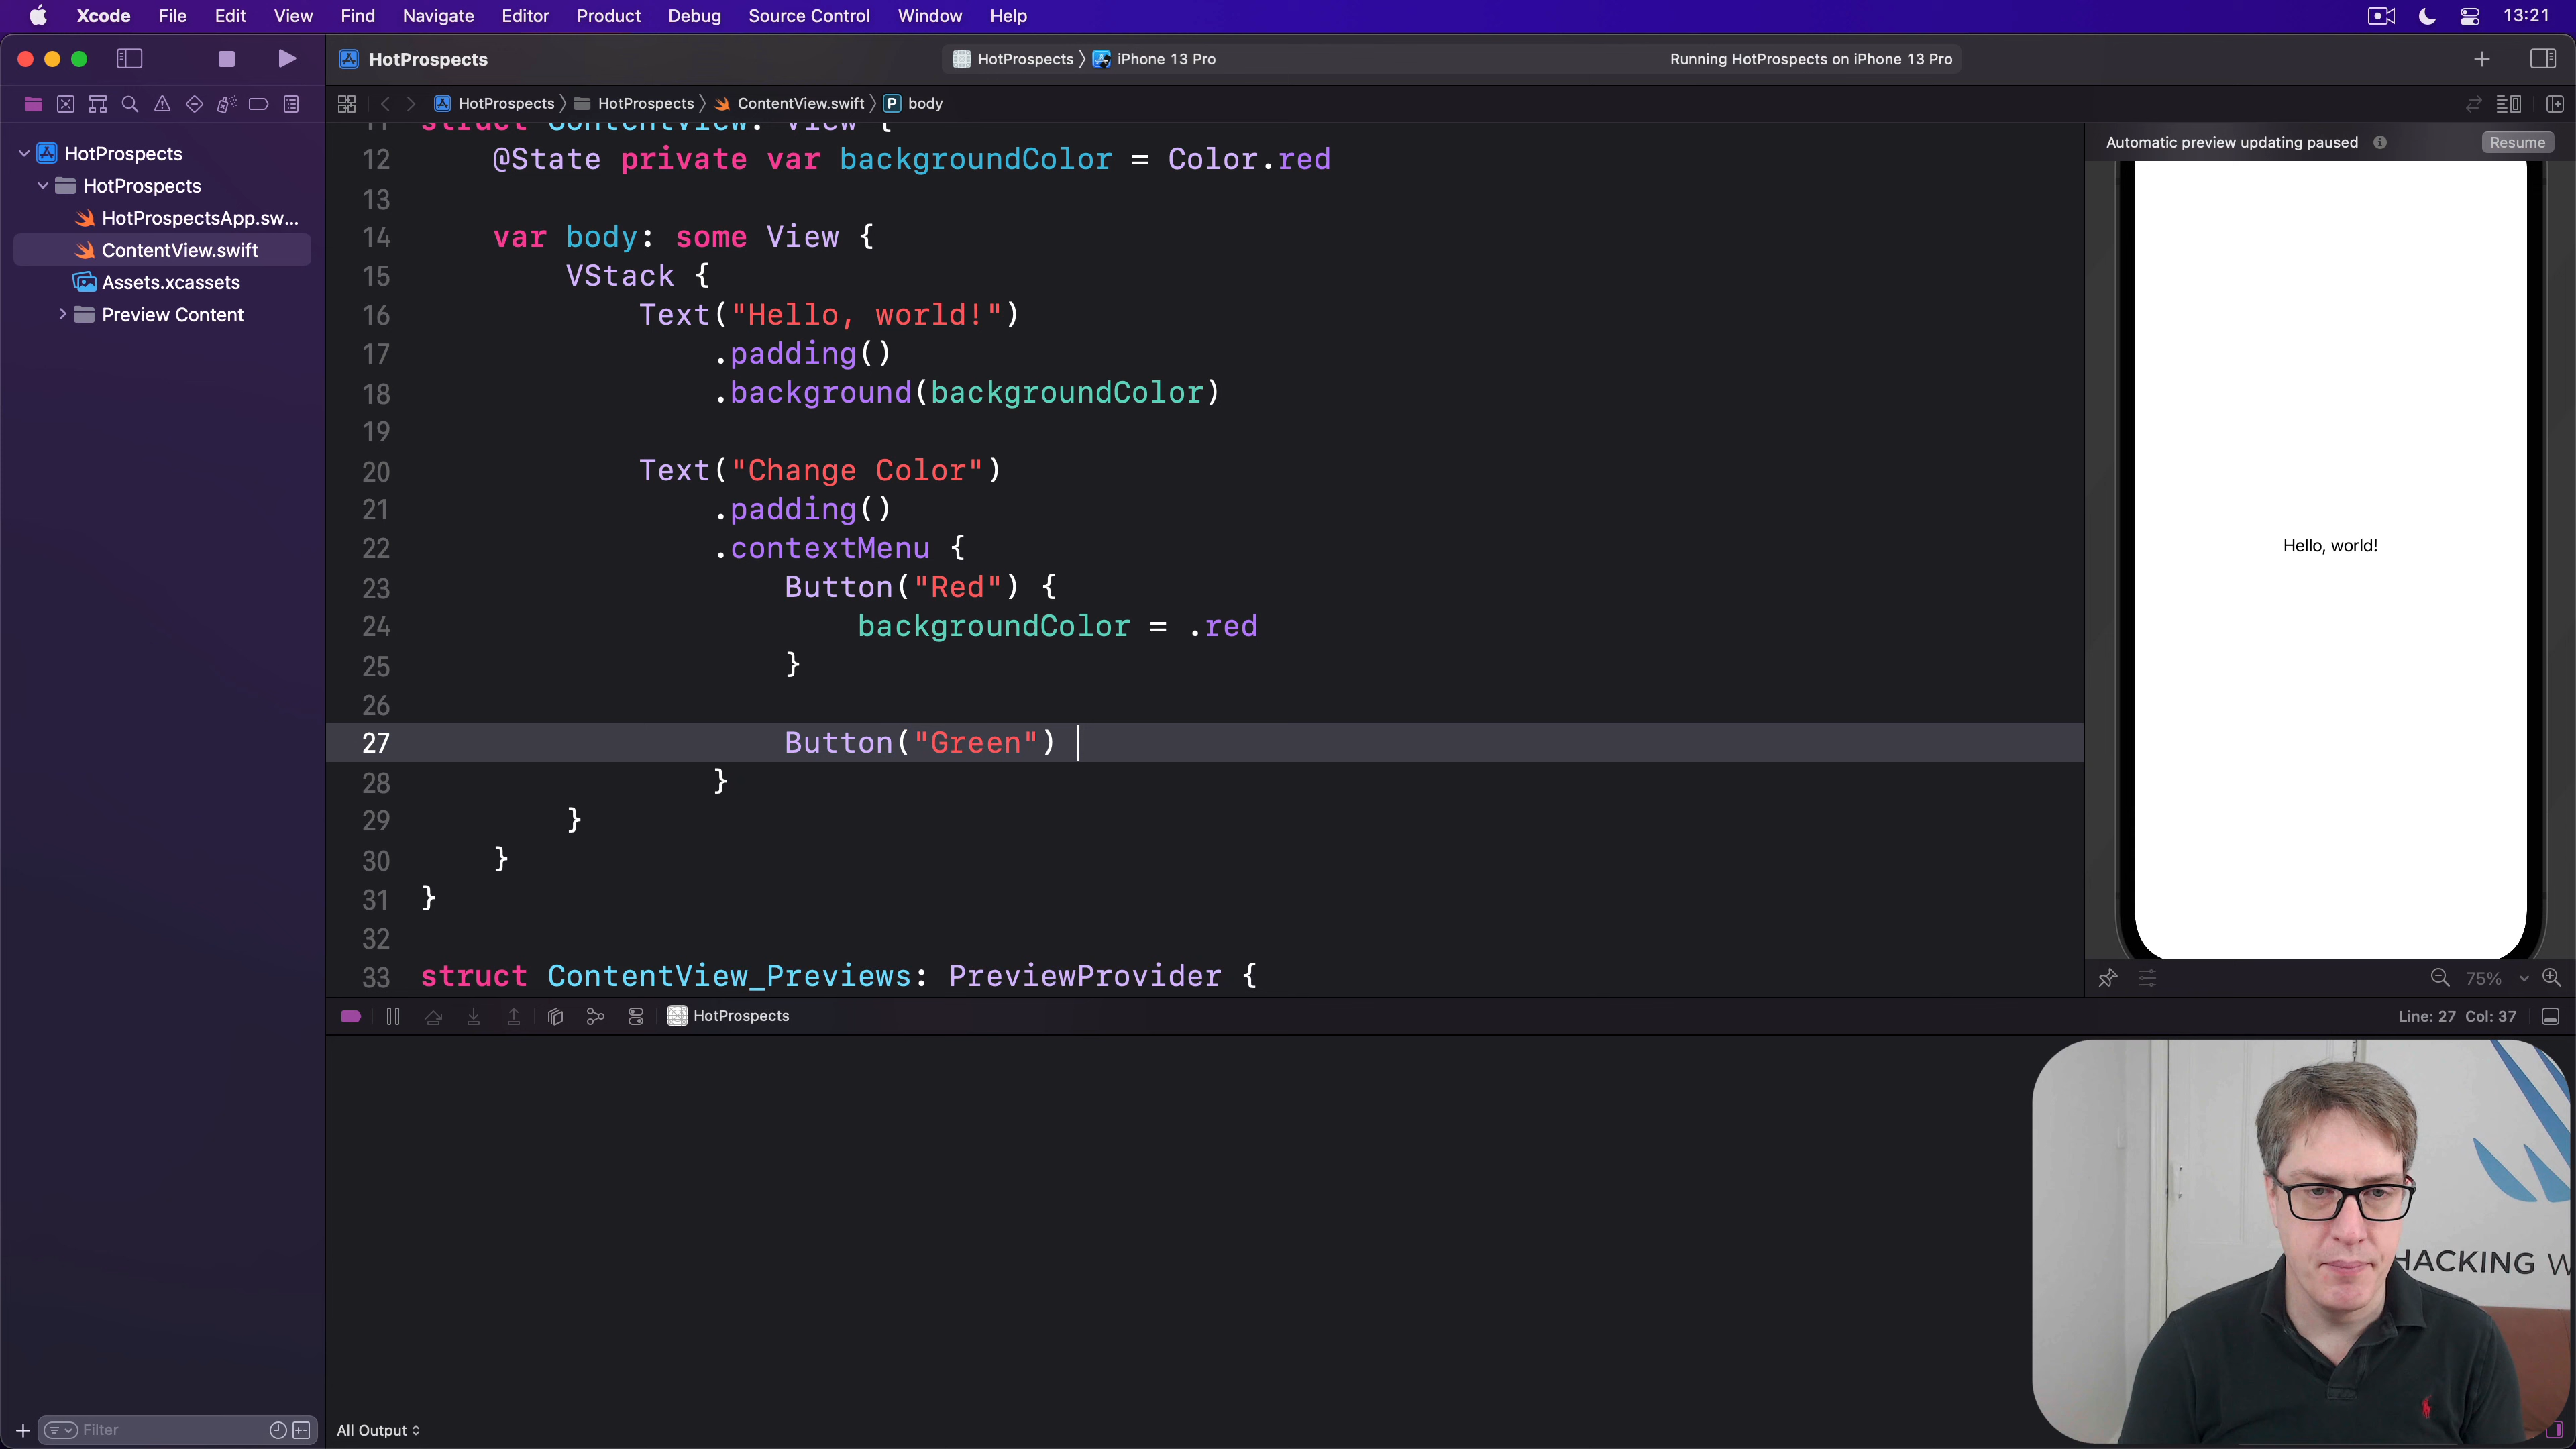 Xcode File Edit View Find Navigate Editor Product Debug Source Control Window Help 13:21
HotProspects HotProspects iPhone 13 Pro Running HotProspects on iPhone 13 Pro
HotProspects HotProspects ContentView.swift P body
HotProspects
HotProspects
HotProspectsApp.sw...
ContentView.swift
Assets.xcassets
Preview Content
11 struct ContentView: View {
12 @State private var backgroundColor = Color.red
13
14 var body: some View {
15 VStack {
16 Text("Hello, world!")
17 .padding()
18 .background(backgroundColor)
19
20 Text("Change Color")
21 .padding()
22 .contextMenu {
23 Button("Red") {
24 backgroundColor = .red
25 }
26
27 Button("Green")
28 }
29 }
30 }
31 }
32
33 struct ContentView_Previews: PreviewProvider {
Automatic preview updating paused Resume
Hello, world!
75%
HotProspects Line: 27 Col: 37
HACKING W
Filter
All Output